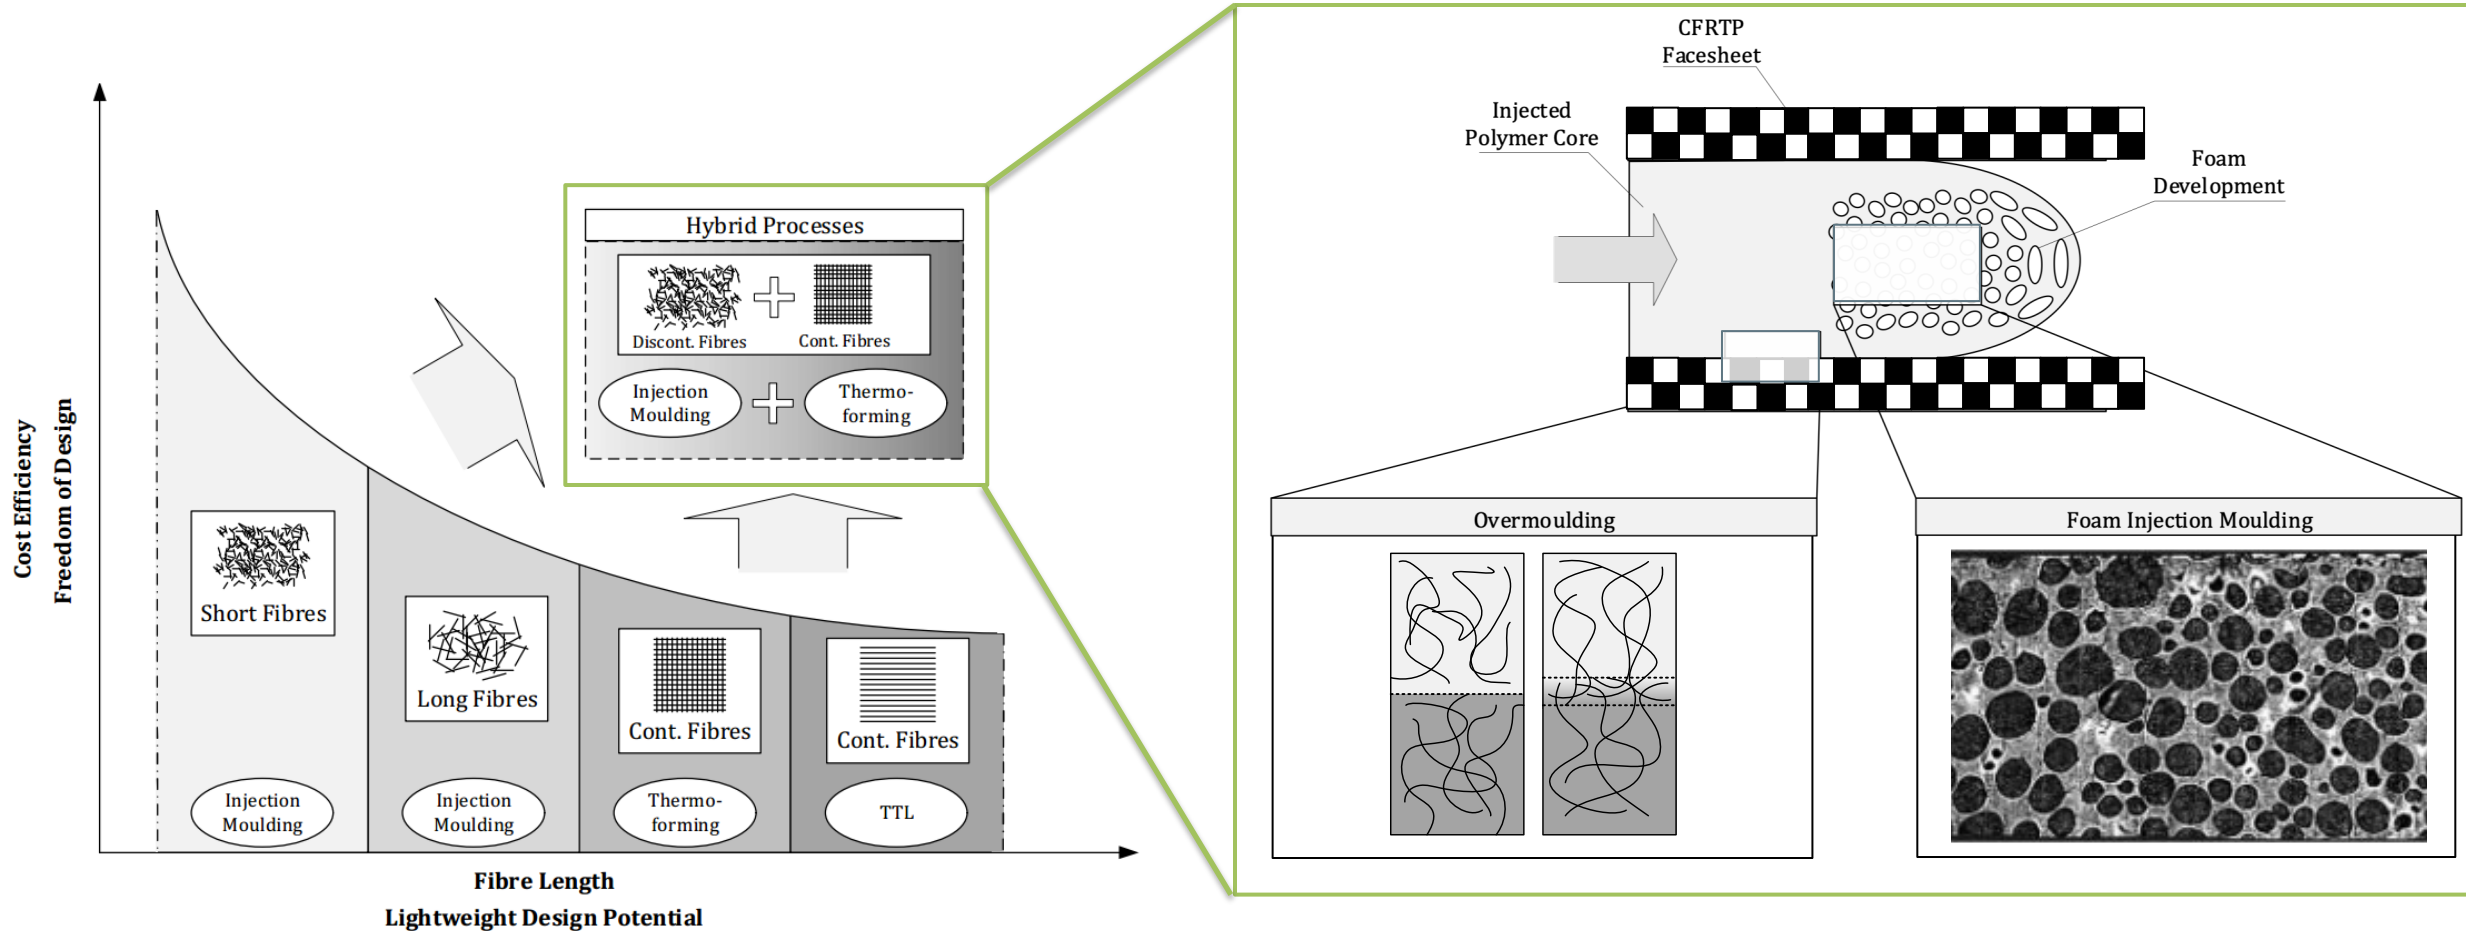 Cost Efficiency
Freedom of Design
Short Fibres
Injection
Moulding
Long Fibres
Injection
Moulding
Cont. Fibres
Thermo-
forming
Cont. Fibres
TTL
Fibre Length
Lightweight Design Potential
Hybrid Processes
Discont. Fibres
Cont. Fibres
Injection
Moulding
Thermo-
forming
CFRTP
Facesheet
Injected
Polymer Core
Foam
Development
Overmoulding
Foam Injection Moulding